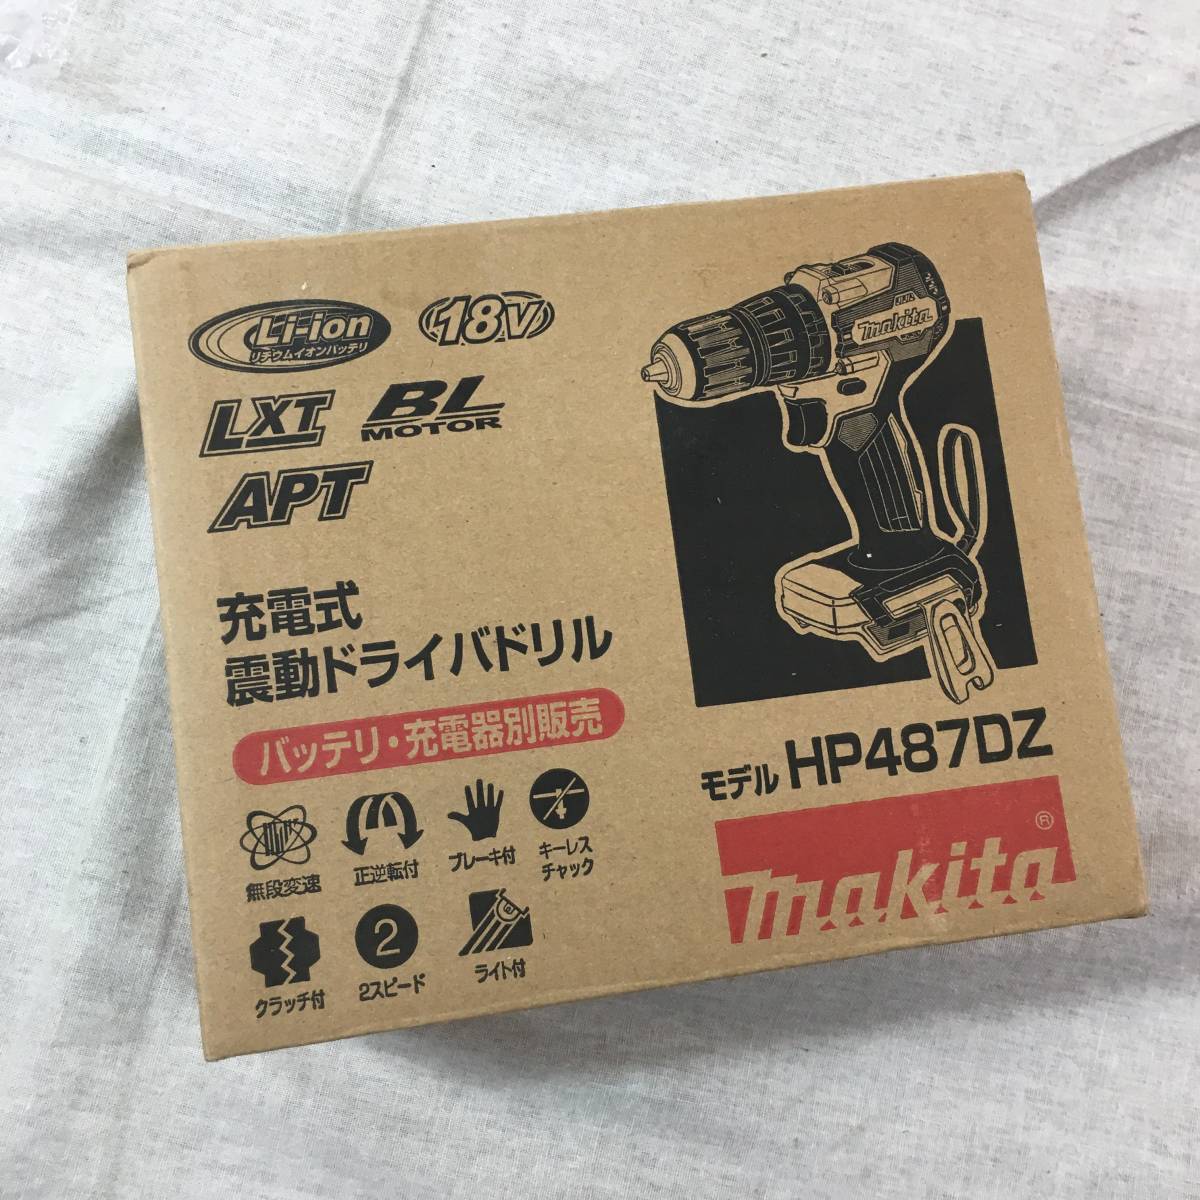 Li-ion
リチウムイオンバッテリ
18V
LXT
BL
MOTOR
APT
充電式
震動ドライバドリル
バッテリ・充電器別販売
無段変速
正逆転付
ブレーキ付
キーレス
チャック
クラッチ付
2
2スピード
ライト付
makita
モデル HP487DZ
makita®